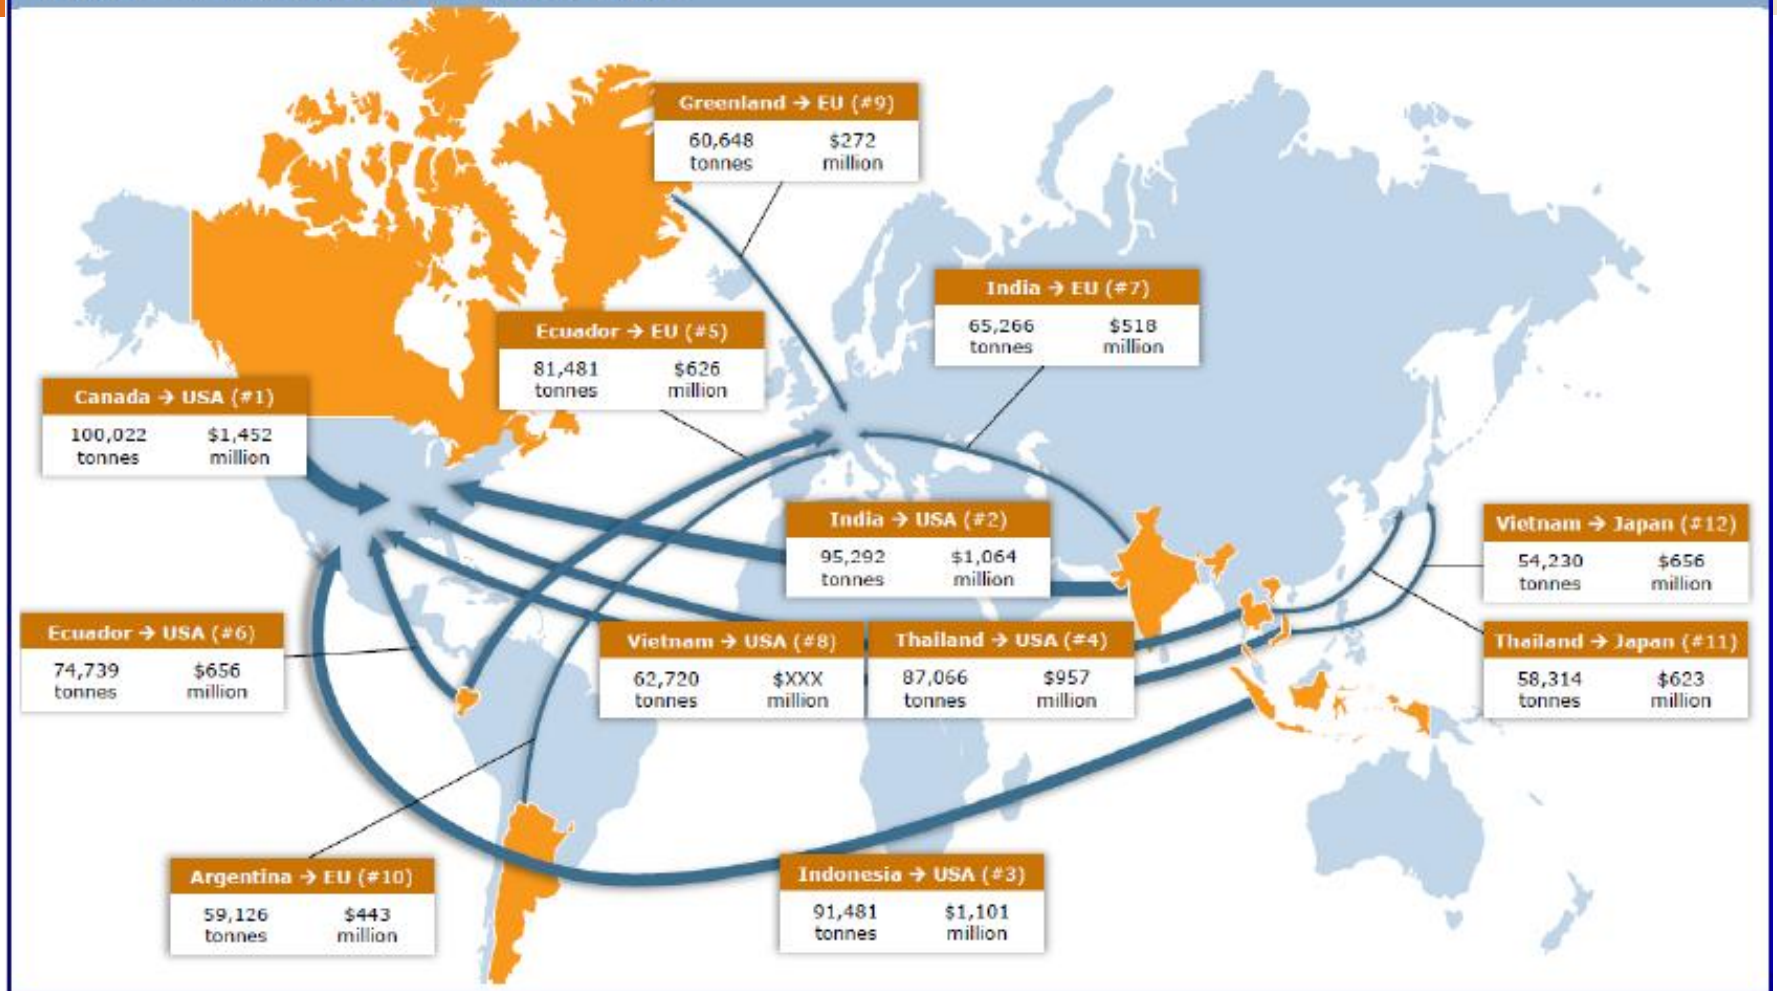 Greenland → EU (#9)
60,648 $272
tonnes million
India → EU (#7)
65,266 $518
tonnes million
Ecuador → EU (#5)
81,481 $626
tonnes million
Canada → USA (#1)
100,022 $1,452
tonnes million
India → USA (#2)
95,292 $1,064
tonnes million
Vietnam → Japan (#12)
54,230 $656
tonnes million
Ecuador → USA (#6)
74,739 $656
tonnes million
Vietnam → USA (#8)
62,720 $XXX
tonnes million
Thailand → USA (#4)
87,066 $957
tonnes million
Thailand → Japan (#11)
58,314 $623
tonnes million
Argentina → EU (#10)
59,126 $443
tonnes million
Indonesia → USA (#3)
91,481 $1,101
tonnes million